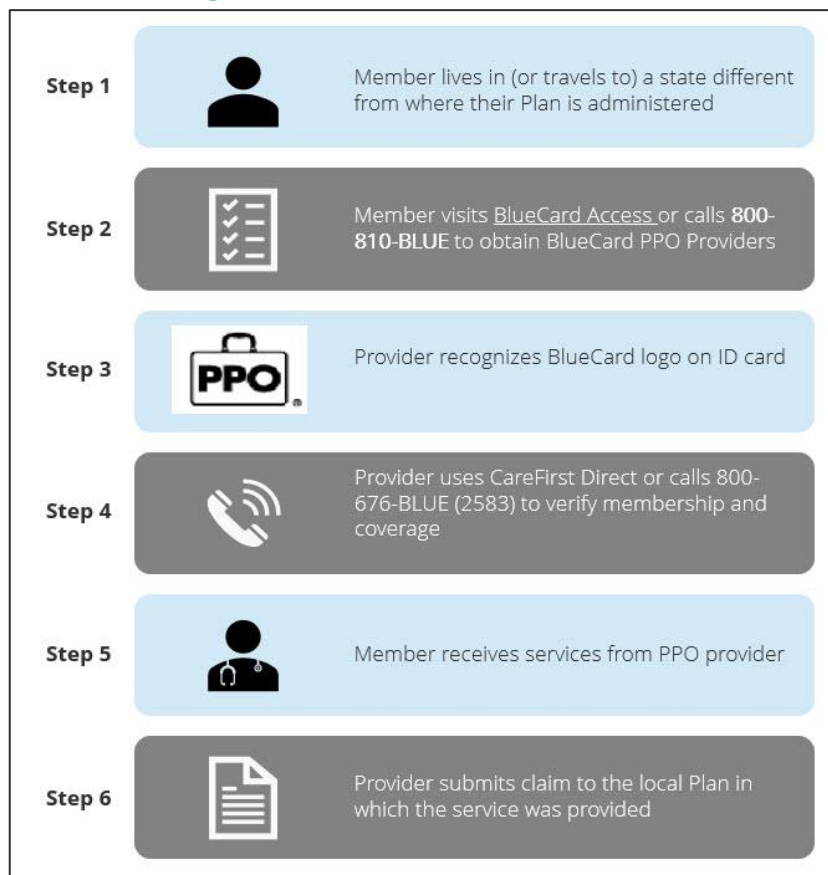 Step 1
Member lives in (or travels to) a state different
from where their Plan is administered
Step 2
Member visits BlueCard Access or calls 800-
810-BLUE to obtain BlueCard PPO Providers
Step 3
PPO
Provider recognizes BlueCard logo on ID card
Step 4
Provider uses CareFirst Direct or calls 800-
676-BLUE (2583) to verify membership and
coverage
Step 5
Member receives services from PPO provider
Step 6
Provider submits claim to the local Plan in
which the service was provided